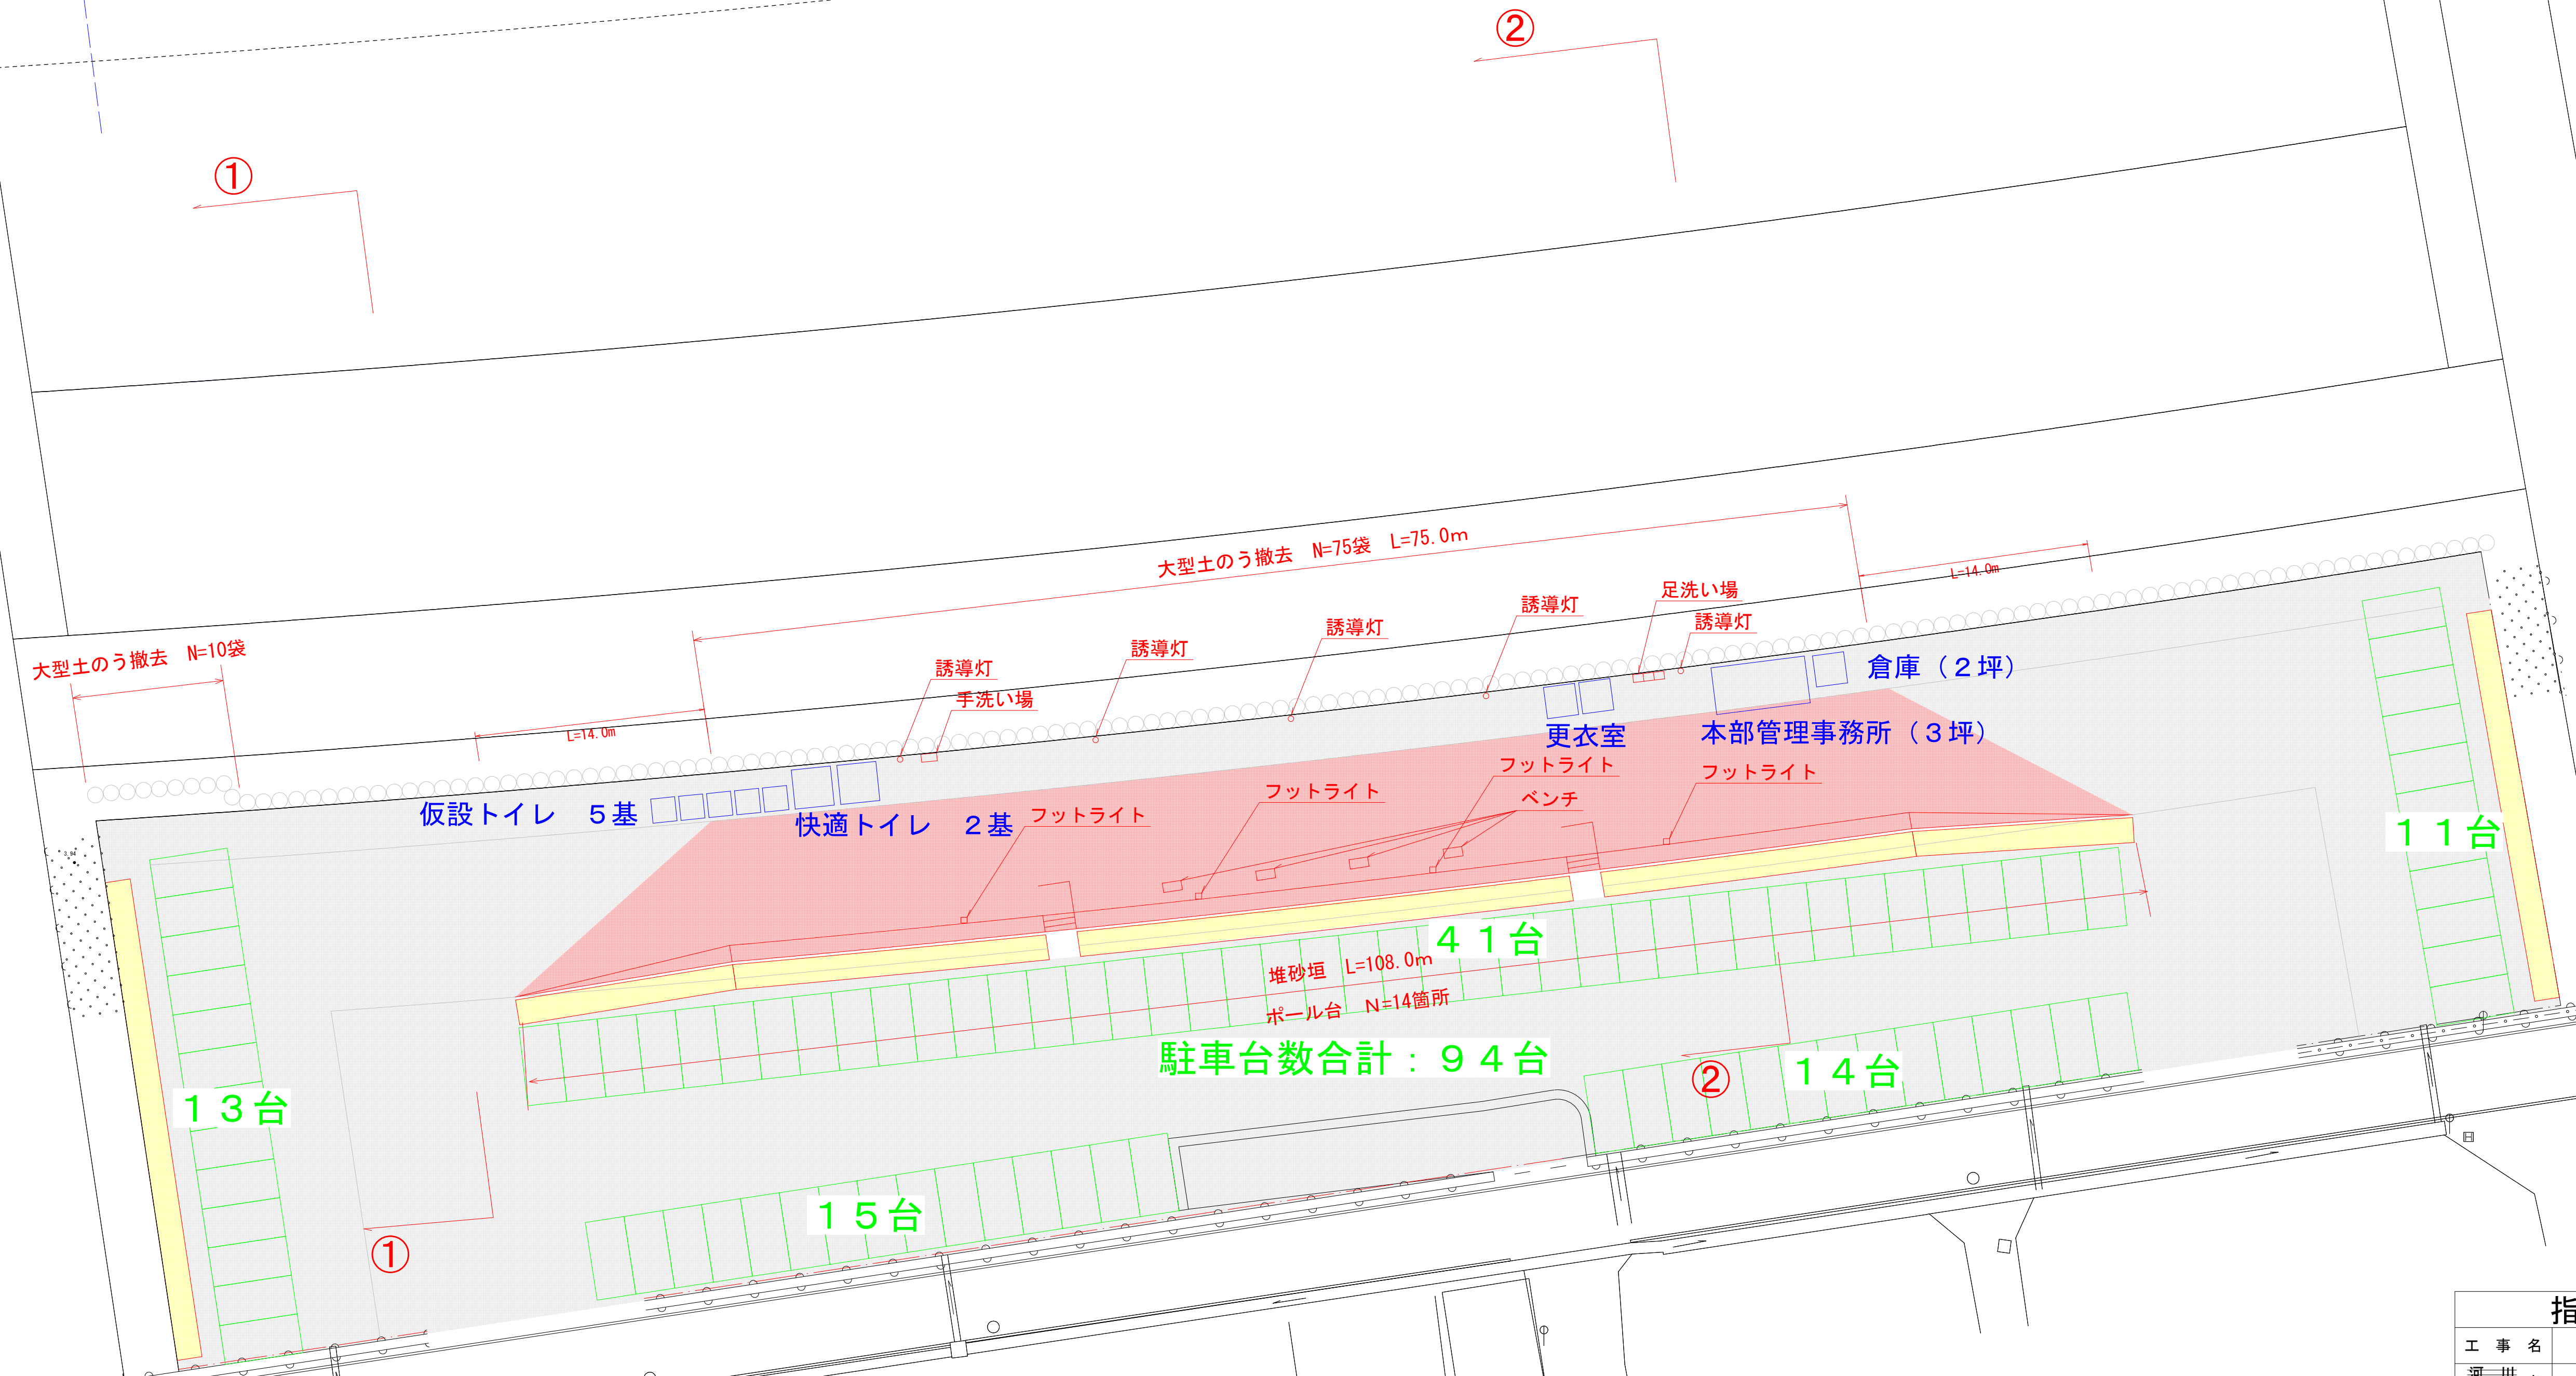 ②
①
大型土のう撤去　N=75袋　L=75.0m
L=14.0m
足洗い場
誘導灯
誘導灯
誘導灯
誘導灯
誘導灯
手洗い場
大型土のう撤去　N=10袋
L=14.0m
倉庫（２坪）
更衣室
本部管理事務所（３坪）
仮設トイレ　５基
快適トイレ　２基
フットライト
フットライト
フットライト
フットライト
ベンチ
3.94
１１台
４１台
堆砂垣　L=108.0m
ポール台　N=14箇所
駐車台数合計：９４台
１４台
②
１３台
１５台
①
指
工　事　名
河　川